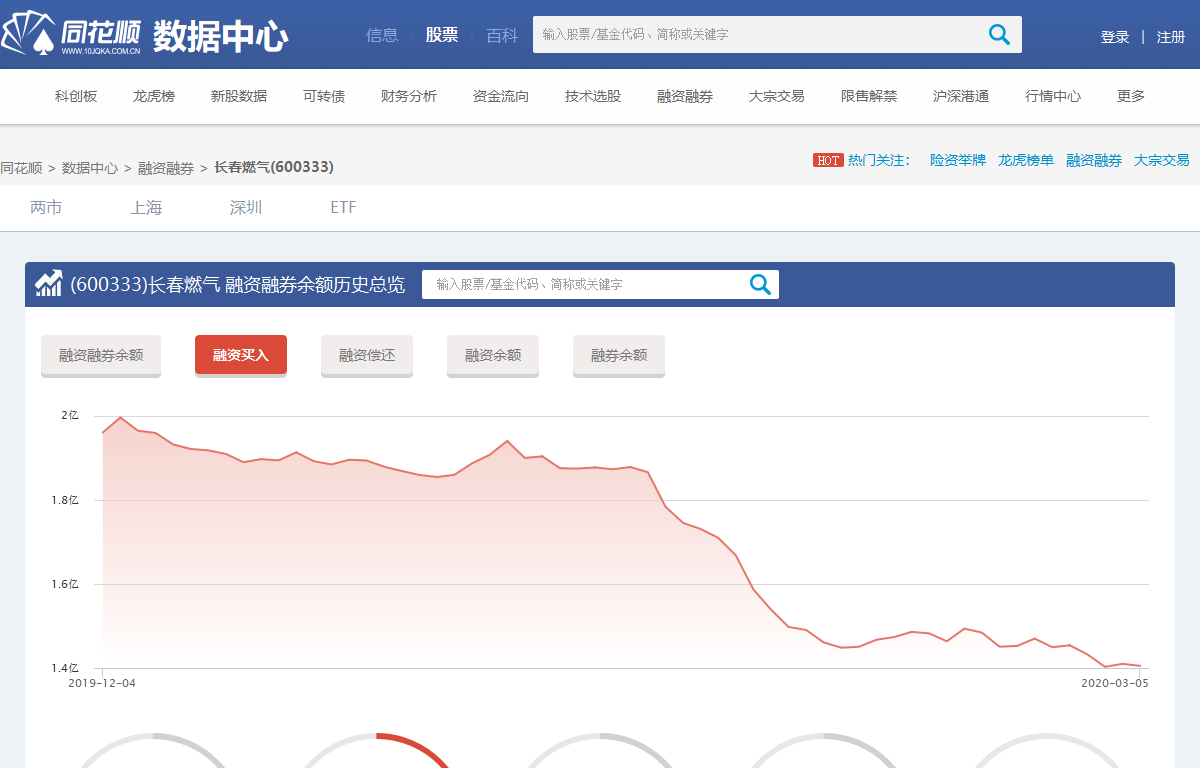 同花顺 数据中心
WWW.10JQKA.COM.CN
信息 股票 百科
输入股票/基金代码、简称或关键字
登录 | 注册
科创板 龙虎榜 新股数据 可转债 财务分析 资金流向 技术选股 融资融券 大宗交易 限售解禁 沪深港通 行情中心 更多
同花顺 > 数据中心 > 融资融券 > 长春燃气(600333)
HOT 热门关注： 险资举牌 龙虎榜单 融资融券 大宗交易
两市 上海 深圳 ETF
(600333)长春燃气 融资融券余额历史总览
输入股票/基金代码、简称或关键字
融资融券余额 融资买入 融资偿还 融资余额 融券余额
2亿
1.8亿
1.6亿
1.4亿
2019-12-04 2020-03-05